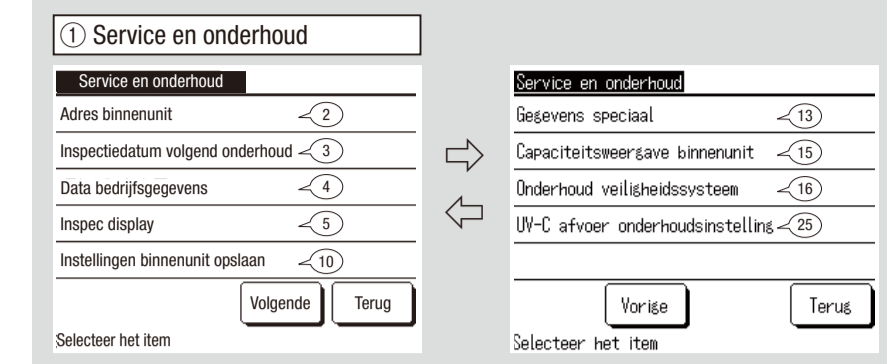 ① Service en onderhoud
Service en onderhoud
Adres binnenunit 2
Inspectiedatum volgend onderhoud 3
Data bedrijfsgegevens 4
Inspec display 5
Instellingen binnenunit opslaan 10
Volgende Terug
Selecteer het item
Service en onderhoud
Gegevens speciaal 13
Capaciteitsweergave binnenunit 15
Onderhoud veiligheidssysteem 16
UV-C afvoer onderhoudsinstelling 25
Vorige Terug
Selecteer het item